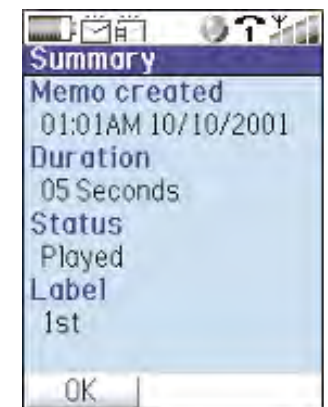 Summary
Memo created
01:01AM 10/10/2001
Duration
05 Seconds
Status
Played
Label
1st
OK